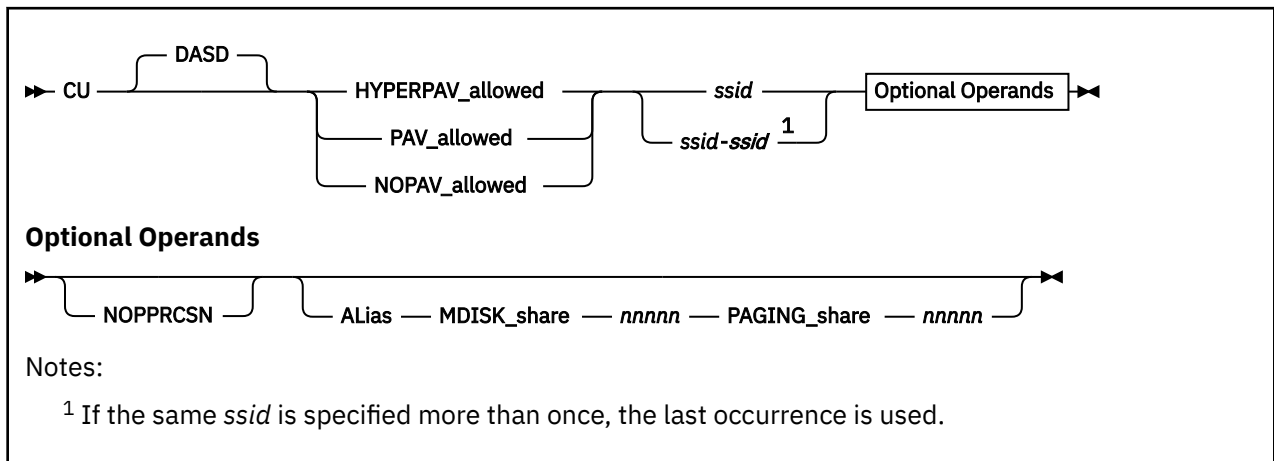 DASD
CU HYPERPAV_allowed ssid Optional Operands
PAV_allowed ssid-ssid 1
NOPAV_allowed
Optional Operands
NOPPRCSN ALias MDISK_share nnnnn PAGING_share nnnnn
Notes:
1 If the same ssid is specified more than once, the last occurrence is used.